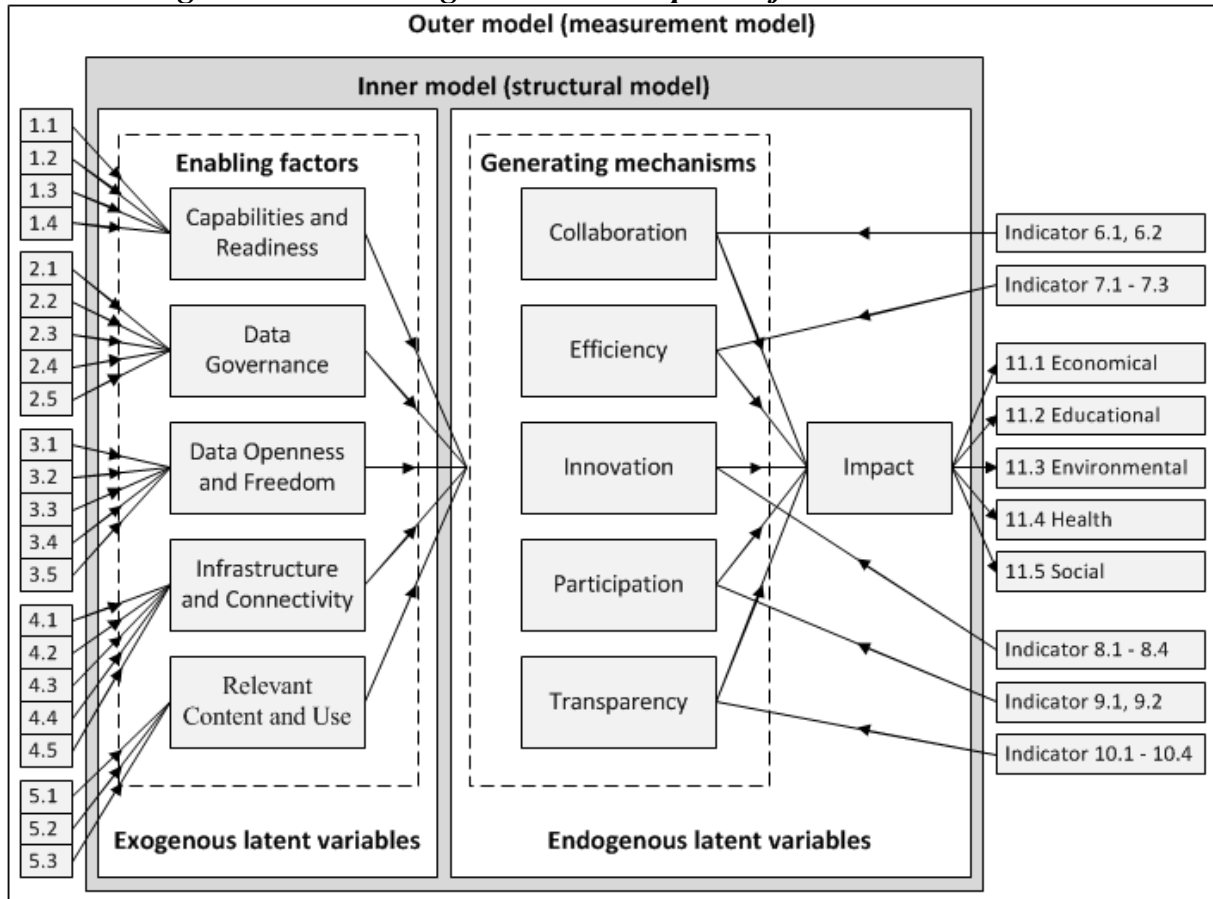 Outer model (measurement model)
Inner model (structural model)
1.1
1.2
1.3
1.4
2.1
2.2
2.3
2.4
2.5
3.1
3.2
3.3
3.4
3.5
4.1
4.2
4.3
4.4
4.5
5.1
5.2
5.3
Enabling factors
Capabilities and
Readiness
Data
Governance
Data Openness
and Freedom
Infrastructure
and Connectivity
Relevant
Content and Use
Exogenous latent variables
Generating mechanisms
Collaboration
Efficiency
Innovation
Participation
Transparency
Impact
Endogenous latent variables
Indicator 6.1, 6.2
Indicator 7.1 - 7.3
11.1 Economical
11.2 Educational
11.3 Environmental
11.4 Health
11.5 Social
Indicator 8.1 - 8.4
Indicator 9.1, 9.2
Indicator 10.1 - 10.4